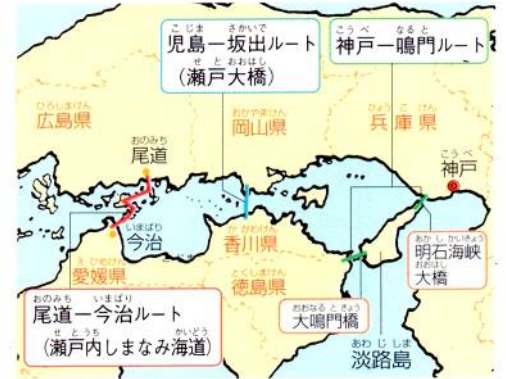 こじま さかいで
児島ー坂出ルート
せとおおはし
（瀬戸大橋）
こうべ なると
神戸ー鳴門ルート
ひろしまけん
広島県
おかやまけん
岡山県
ひょうごけん
兵庫県
おのみち
尾道
こうべ
神戸
いまばり
今治
えひめけん
愛媛県
かがわけん
香川県
とくしまけん
徳島県
あかしかいきょう
明石海峡
おおはし
大橋
おおなるときょう
大鳴門橋
あわじしま
淡路島
おのみち いまばり
尾道ー今治ルート
せとうち かいどう
（瀬戸内しまなみ海道）